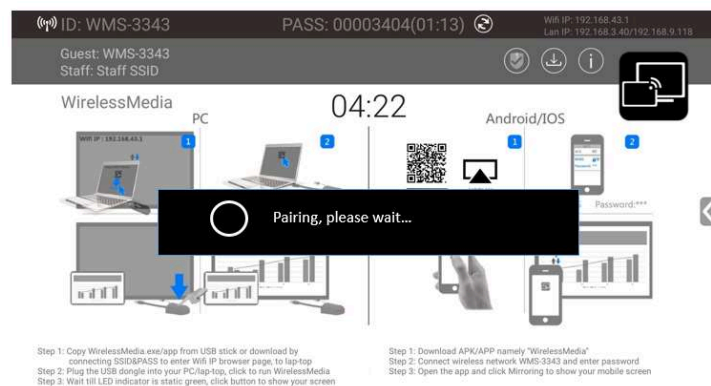 ID: WMS-3343
PASS: 00003404(01:13)
Wifi IP: 192.168.43.1
Lan IP: 192.168.3.40/192.168.9.118
Guest: WMS-3343
Staff: Staff SSID
WirelessMedia
04:22
PC
Android/IOS
Wifi IP : 192.168.43.1
1
2
1
2
Pairing, please wait...
Password:***
Step 1: Copy WirelessMedia.exe/app from USB stick or download by
connecting SSID&PASS to enter Wifi IP browser page, to lap-top
Step 2: Plug the USB dongle into your PC/lap-top, click to run WirelessMedia
Step 3: Wait till LED indicator is static green, click button to show your screen
Step 1: Download APK/APP namely "WirelessMedia"
Step 2: Connect wireless network WMS-3343 and enter password
Step 3: Open the app and click Mirroring to show your mobile screen